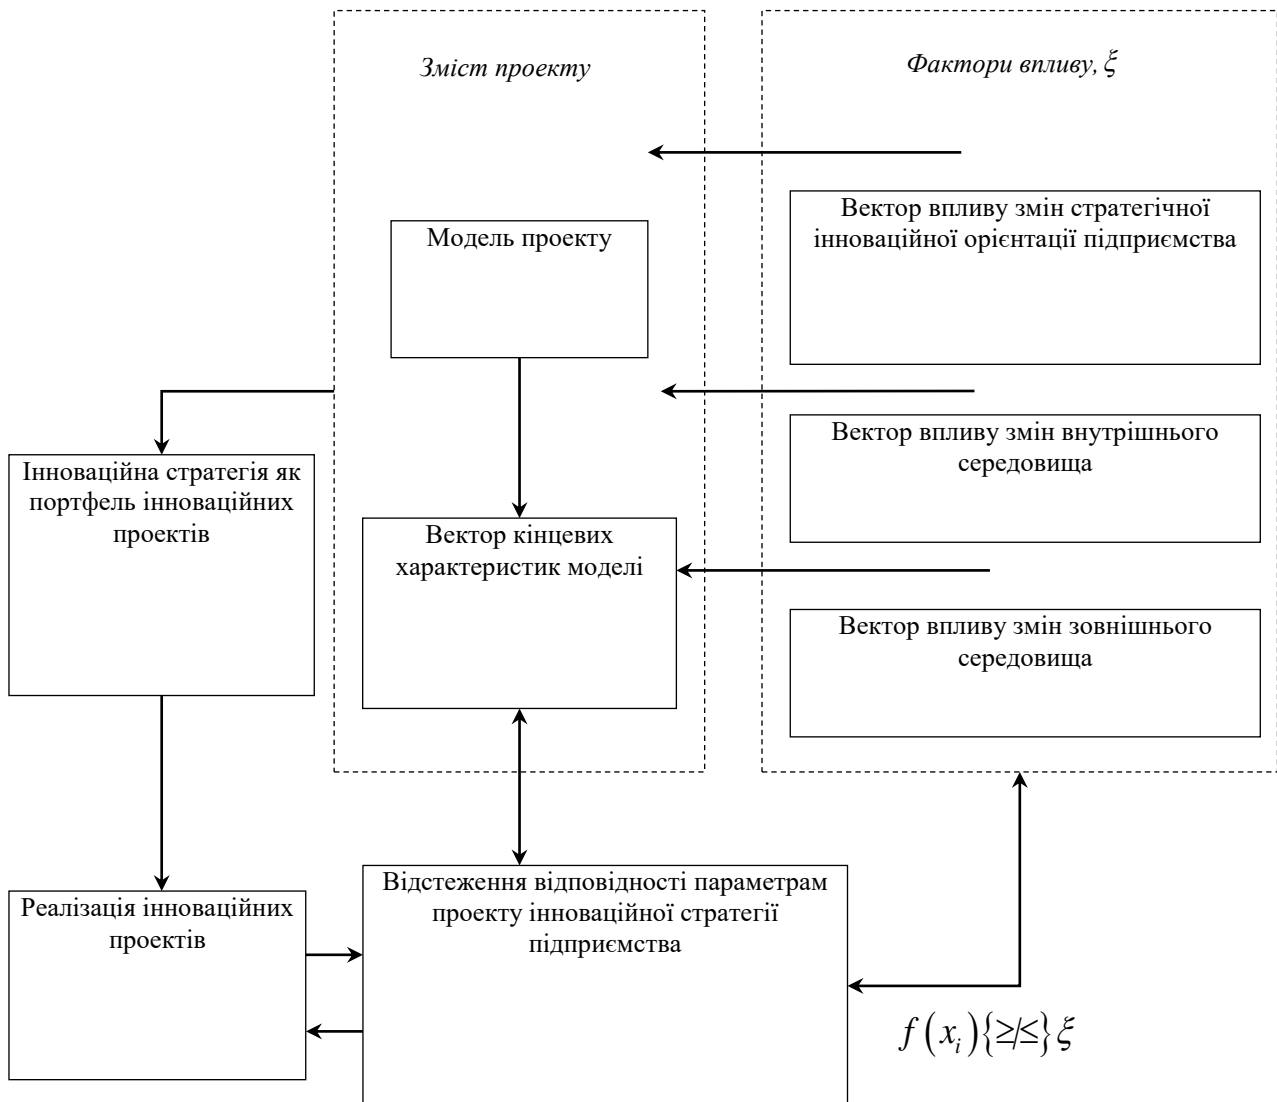 Зміст проекту
Фактори впливу, ξ
Вектор впливу змін стратегічної
інноваційної орієнтації підприємства
Модель проекту
Вектор впливу змін внутрішнього
середовища
Інноваційна стратегія як
портфель інноваційних
проектів
Вектор кінцевих
характеристик моделі
Вектор впливу змін зовнішнього
середовища
Відстеження відповідності параметрам
проекту інноваційної стратегії
підприємства
Реалізація інноваційних
проектів
f(x_i){≥/≤}ξ